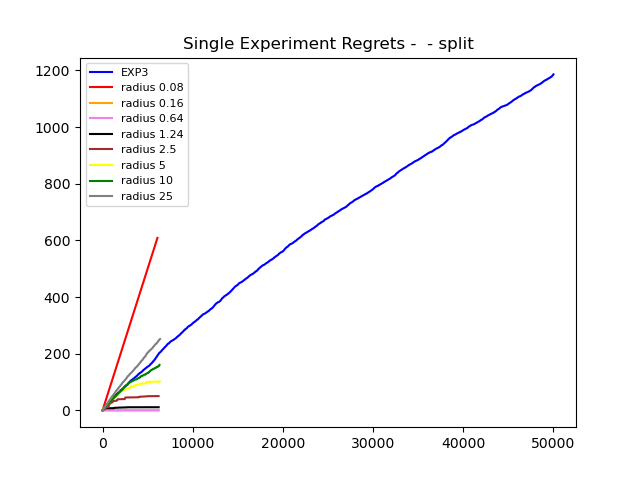 Single Experiment Regrets -  - split
EXP3
radius 0.08
radius 0.16
radius 0.64
radius 1.24
radius 2.5
radius 5
radius 10
radius 25
1200
1000
800
600
400
200
0
0 10000 20000 30000 40000 50000